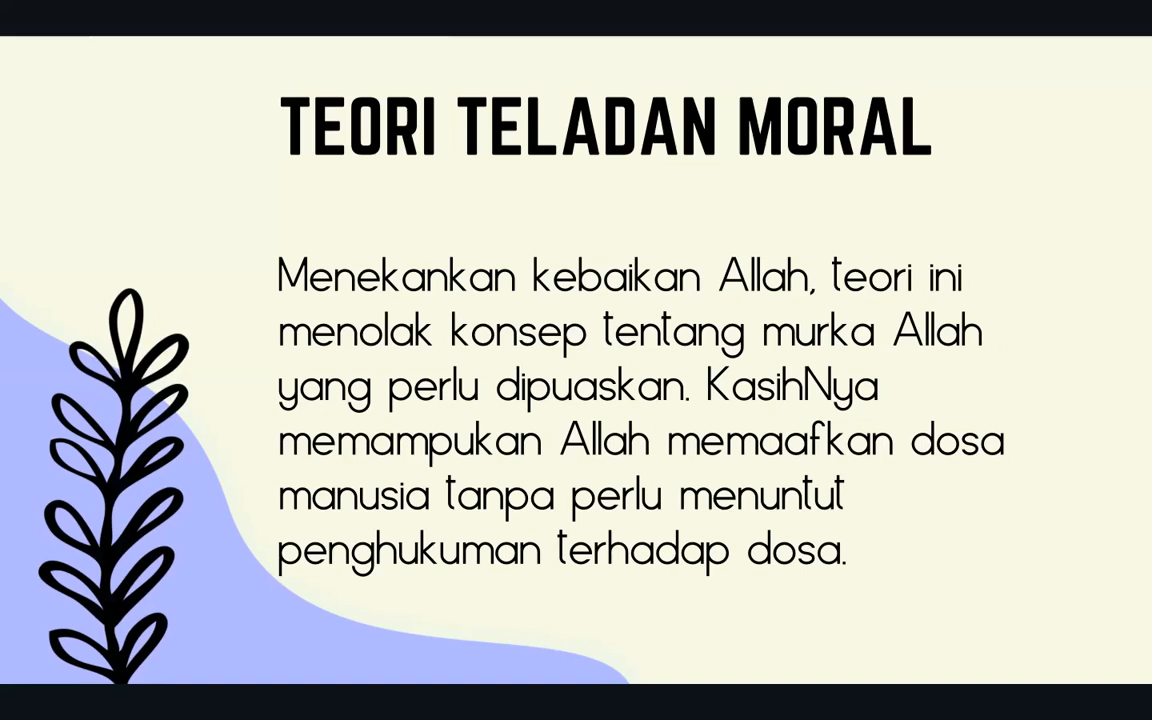 TEORI TELADAN MORAL
Menekankan kebaikan Allah, teori ini
menolak konsep tentang murka Allah
yang perlu dipuaskan. KasihNya
memampukan Allah memaafkan dosa
manusia tanpa perlu menuntut
penghukuman terhadap dosa.